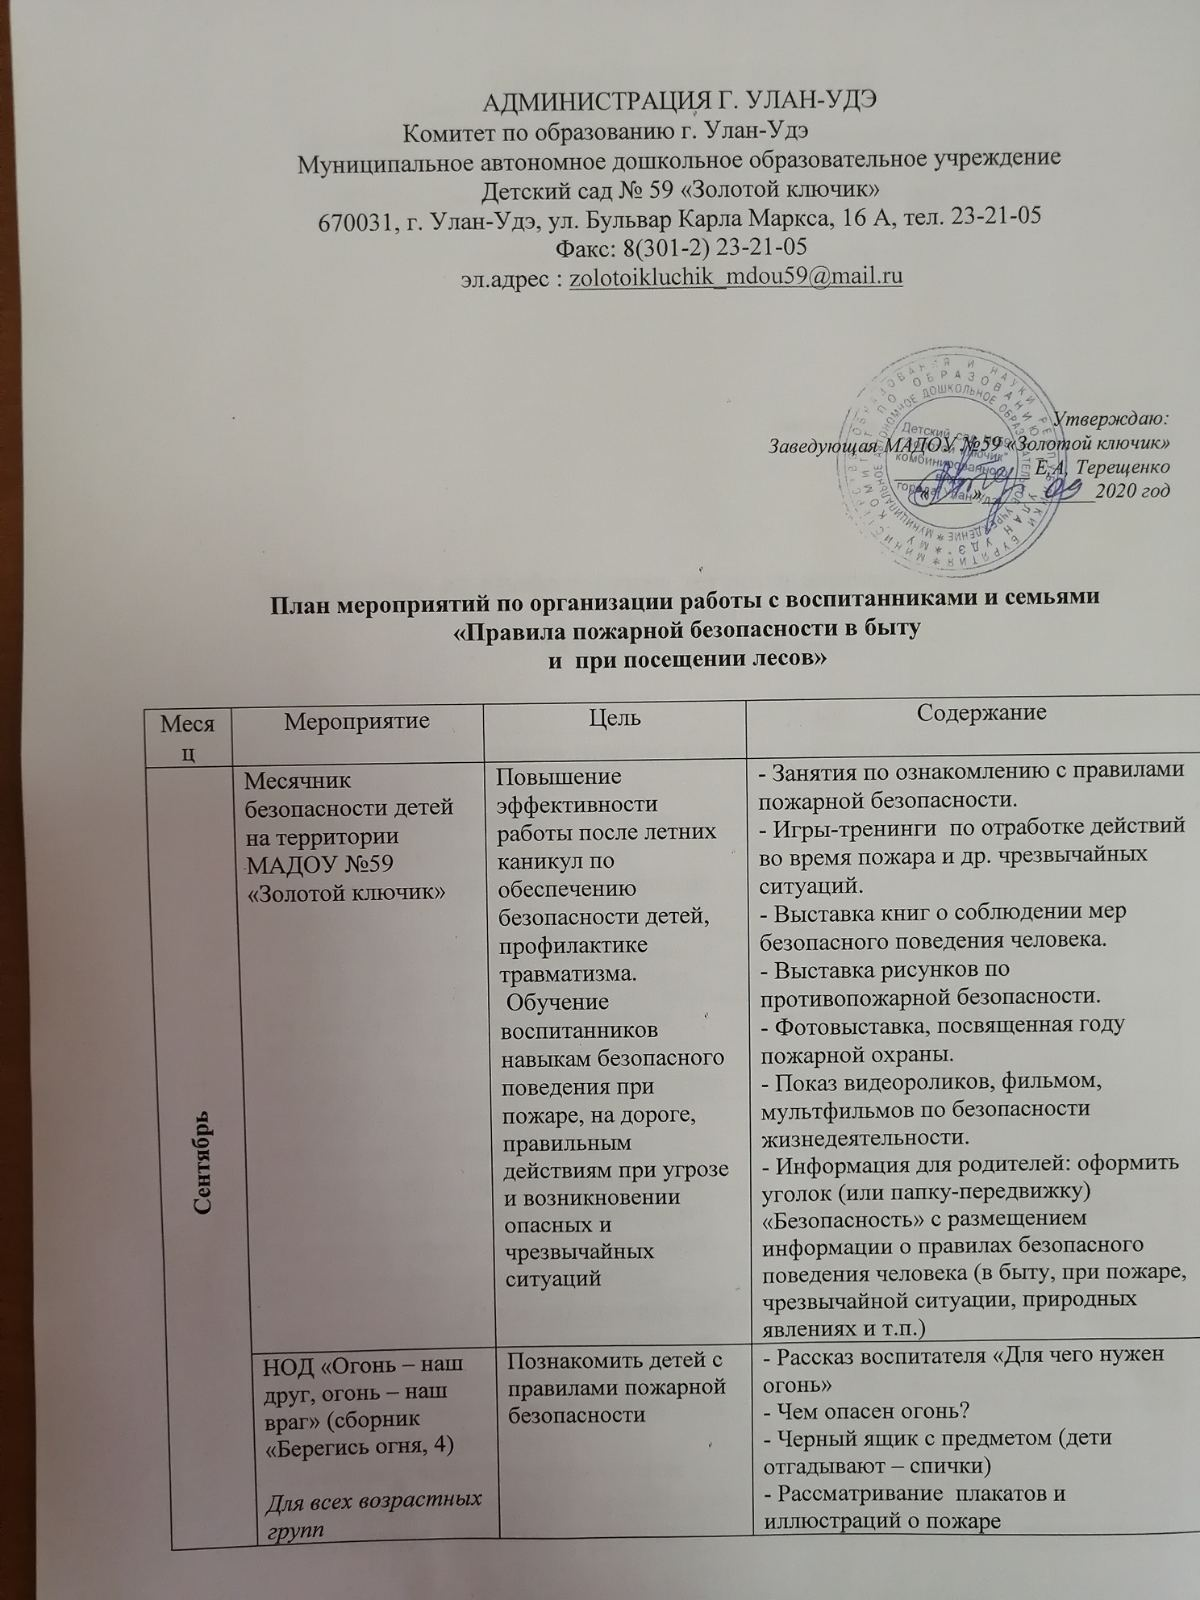 АДМИНИСТРАЦИЯ Г. УЛАН-УДЭ
Комитет по образованию г. Улан-Удэ
Муниципальное автономное дошкольное образовательное учреждение
Детский сад № 59 «Золотой ключик»
670031, г. Улан-Удэ, ул. Бульвар Карла Маркса, 16 А, тел. 23-21-05
Факс: 8(301-2) 23-21-05
эл.адрес : zolotoikluchik_mdou59@mail.ru
Утверждаю:
Заведующая МАДОУ №59 «Золотой ключик»
Е.А. Терещенко
«    » 09 2020 год
План мероприятий по организации работы с воспитанниками и семьями
«Правила пожарной безопасности в быту
и при посещении лесов»
Меся
ц
Мероприятие
Цель
Содержание
Сентябрь
Месячник
безопасности детей
на территории
МАДОУ №59
«Золотой ключик»
Повышение
эффективности
работы после летних
каникул по
обеспечению
безопасности детей,
профилактике
травматизма.
Обучение
воспитанников
навыкам безопасного
поведения при
пожаре, на дороге,
правильным
действиям при угрозе
и возникновении
опасных и
чрезвычайных
ситуаций
- Занятия по ознакомлению с правилами
пожарной безопасности.
- Игры-тренинги по отработке действий
во время пожара и др. чрезвычайных
ситуаций.
- Выставка книг о соблюдении мер
безопасного поведения человека.
- Выставка рисунков по
противопожарной безопасности.
- Фотовыставка, посвященная году
пожарной охраны.
- Показ видеороликов, фильмом,
мультфильмов по безопасности
жизнедеятельности.
- Информация для родителей: оформить
уголок (или папку-передвижку)
«Безопасность» с размещением
информации о правилах безопасного
поведения человека (в быту, при пожаре,
чрезвычайной ситуации, природных
явлениях и т.п.)
НОД «Огонь – наш
друг, огонь – наш
враг» (сборник
«Берегись огня, 4)
Для всех возрастных
групп
Познакомить детей с
правилами пожарной
безопасности
- Рассказ воспитателя «Для чего нужен
огонь»
- Чем опасен огонь?
- Черный ящик с предметом (дети
отгадывают – спички)
- Рассматривание плакатов и
иллюстраций о пожаре